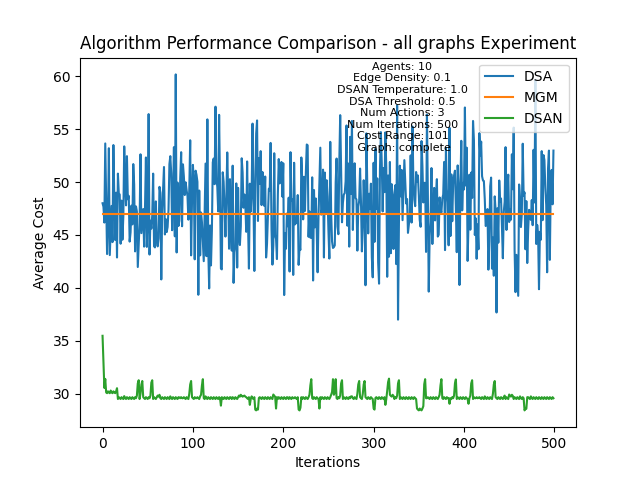 Algorithm Performance Comparison - all graphs Experiment
Agents: 10
Edge Density: 0.1
DSAN Temperature: 1.0
DSA Threshold: 0.5
Num Actions: 3
Num Iterations: 500
Cost Range: 101
Graph: complete
DSA
MGM
DSAN
Average Cost
60
55
50
45
40
35
30
0
100
200
300
400
500
Iterations